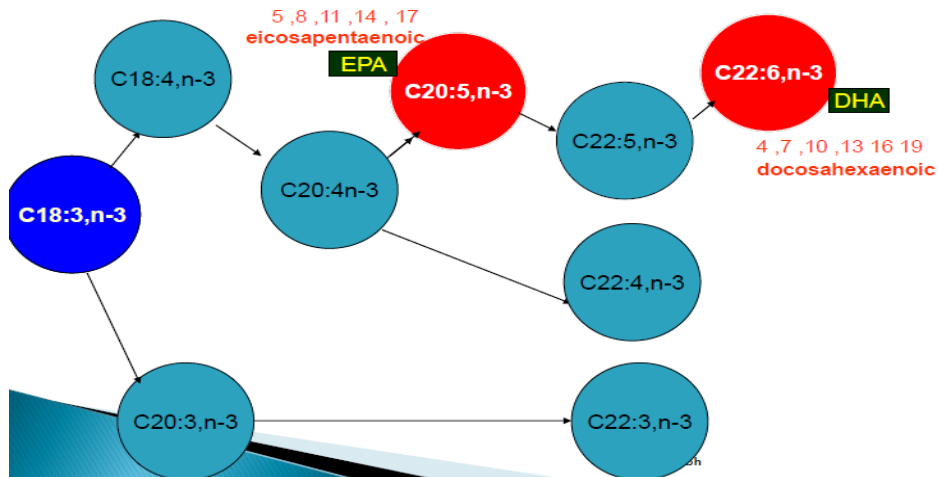 5 ,8 ,11 ,14 , 17
eicosapentaenoic
EPA
C18:4,n-3
C20:5,n-3
C22:6,n-3
DHA
C22:5,n-3
4 ,7 ,10 ,13 16 19
docosahexaenoic
C20:4n-3
C18:3,n-3
C22:4,n-3
C20:3,n-3
C22:3,n-3